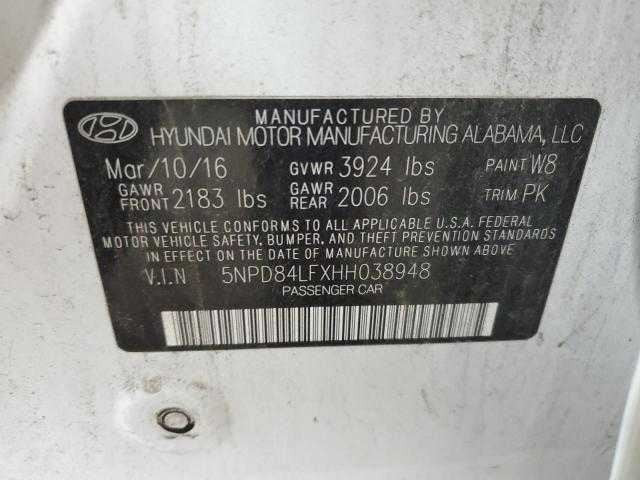 MANUFACTURED BY
HYUNDAI MOTOR MANUFACTURING ALABAMA, LLC
Mar/10/16 GVWR 3924 lbs PAINT W8
GAWR FRONT 2183 lbs GAWR REAR 2006 lbs TRIM PK
THIS VEHICLE CONFORMS TO ALL APPLICABLE U.S.A. FEDERAL
MOTOR VEHICLE SAFETY, BUMPER, AND THEFT PREVENTION STANDARDS
IN EFFECT ON THE DATE OF MANUFACTURE SHOWN ABOVE.
V.I.N 5NPD84LFXHH038948
PASSENGER CAR